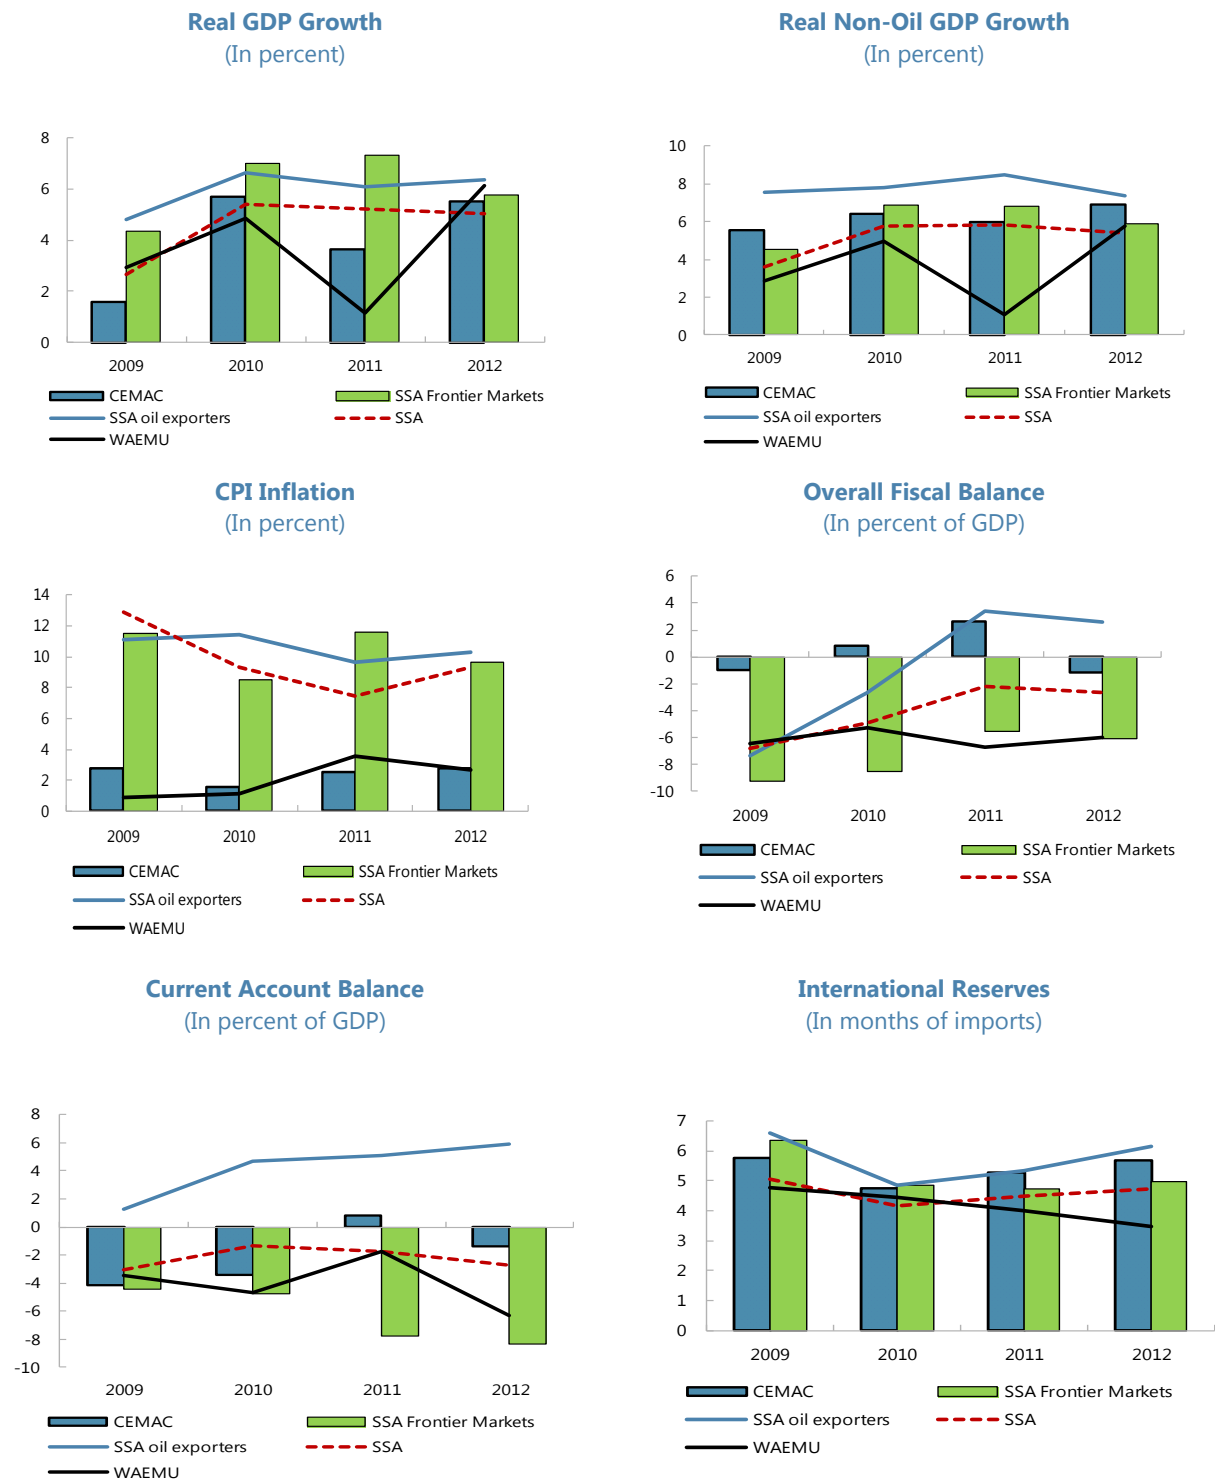 Real GDP Growth
(In percent)
8
6
4
2
0
2009 2010 2011 2012
CEMAC SSA Frontier Markets
SSA oil exporters SSA
WAEMU
Real Non-Oil GDP Growth
(In percent)
10
8
6
4
2
0
2009 2010 2011 2012
CEMAC SSA Frontier Markets
SSA oil exporters SSA
WAEMU
CPI Inflation
(In percent)
14
12
10
8
6
4
2
0
2009 2010 2011 2012
CEMAC SSA Frontier Markets
SSA oil exporters SSA
WAEMU
Overall Fiscal Balance
(In percent of GDP)
6
4
2
0
-2
-4
-6
-8
-10
2009 2010 2011 2012
CEMAC SSA Frontier Markets
SSA oil exporters SSA
WAEMU
Current Account Balance
(In percent of GDP)
8
6
4
2
0
-2
-4
-6
-8
-10
2009 2010 2011 2012
CEMAC SSA Frontier Markets
SSA oil exporters SSA
WAEMU
International Reserves
(In months of imports)
7
6
5
4
3
2
1
0
2009 2010 2011 2012
CEMAC SSA Frontier Markets
SSA oil exporters SSA
WAEMU